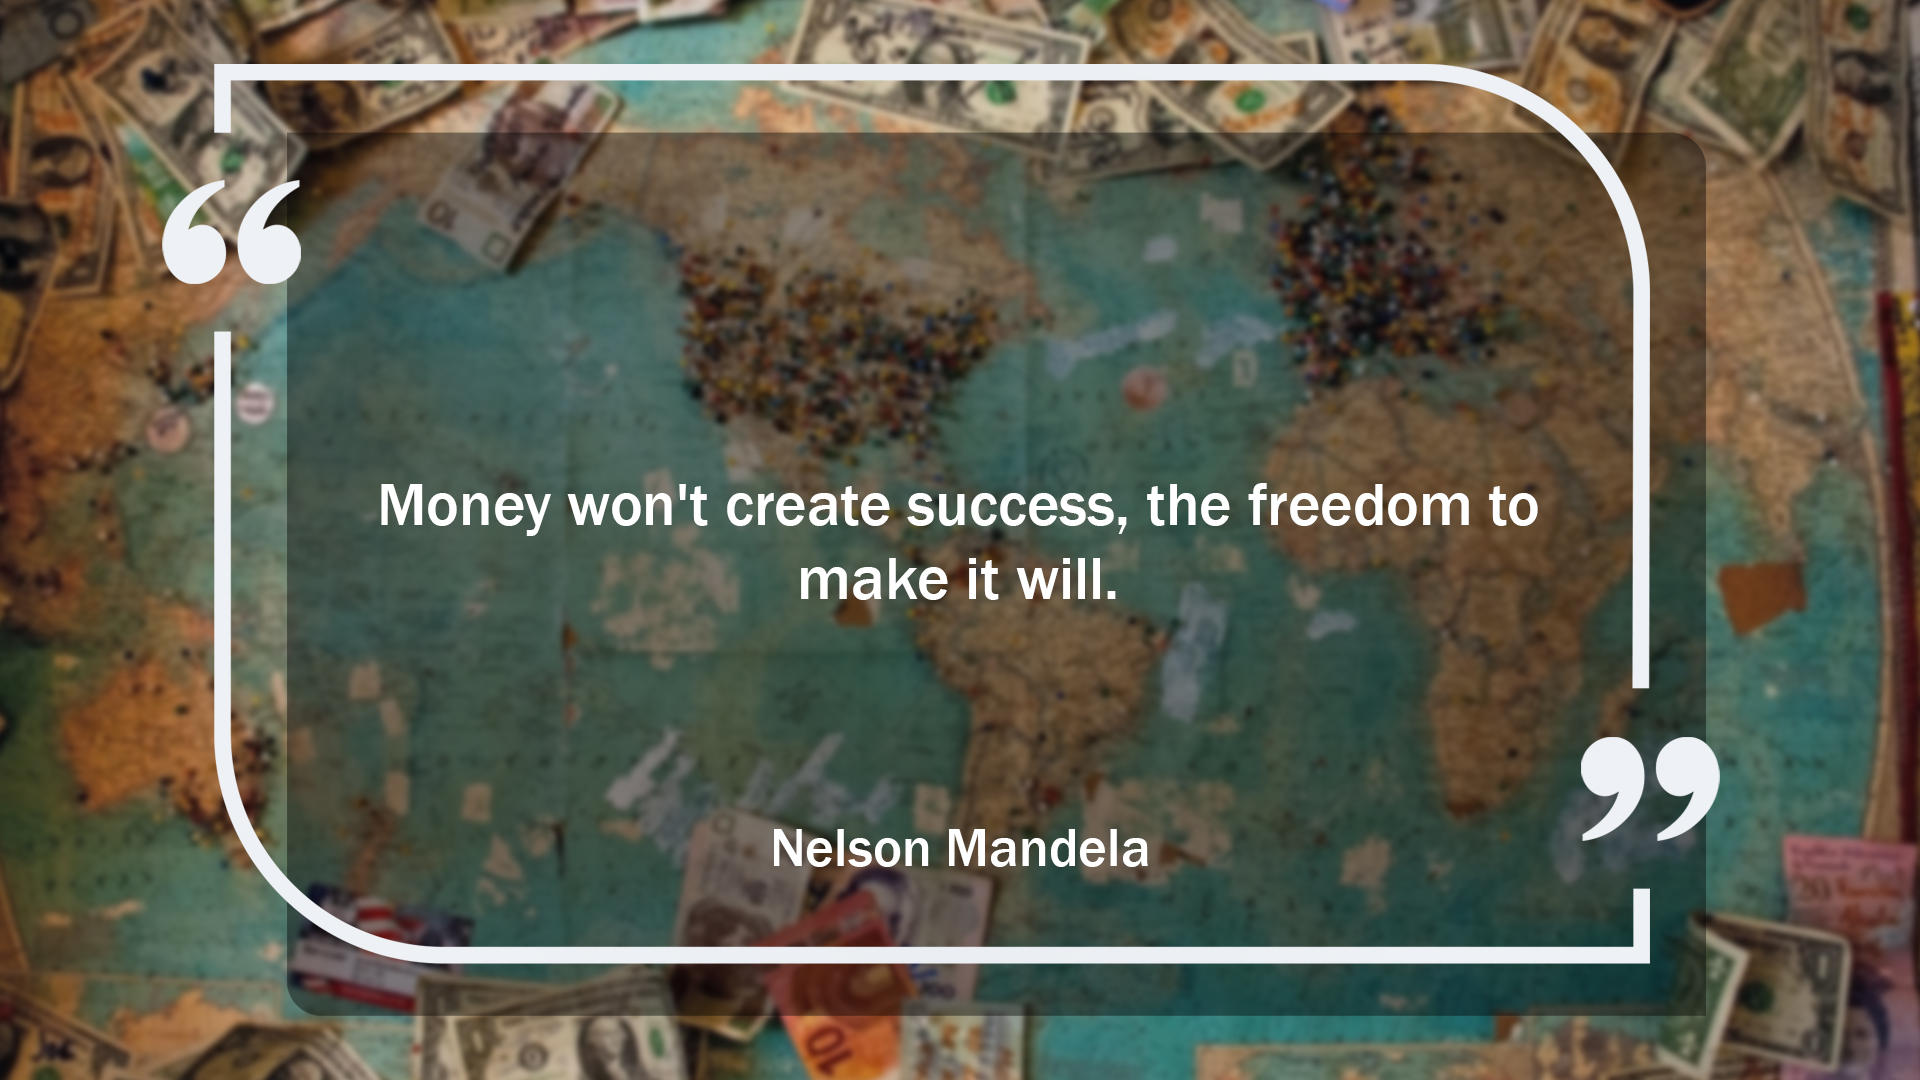 Money won't create success, the freedom to
make it will.
Nelson Mandela